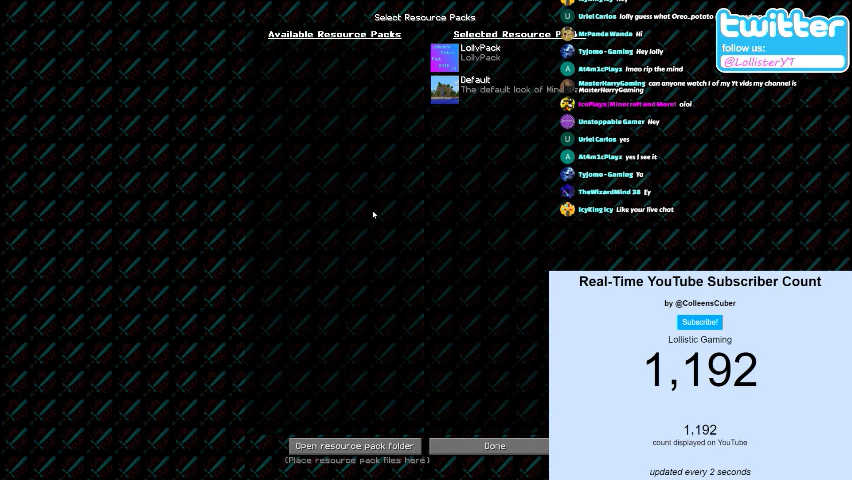 Select Resource Packs
Available Resource Packs
Selected Resource P
LollyPack
LollyPack
Default
The default look of Mine
Open resource pack folder
Done
(Place resource pack files here)
Uriel Carlos lolly guess what Oreo_potato
MrPanda Wanda Hi
Tyjomo - Gaming Hey lolly
At4m1cPlayz lmao rip the mind
MasterHarryGaming can anyone watch 1 of my Yt vids my channel is
MasterHarryGaming
IcePlays | Minecraft and More! oioi
Unstoppable Gamer Hey
Uriel Carlos yes
At4m1cPlayz yes I see it
Tyjomo - Gaming Yo
TheWizardMind 38 Ey
IcyKing Icy Like your live chat
twitter
follow us:
@LollisterYT
Real-Time YouTube Subscriber Count
by @ColleensCuber
Subscribe!
Lollistic Gaming
1,192
1,192
count displayed on YouTube
updated every 2 seconds